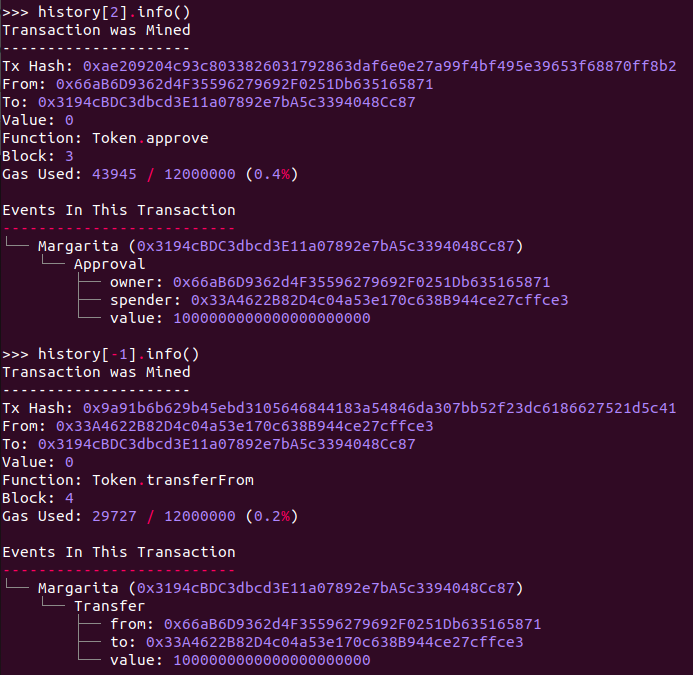 >>> history[2].info()
Transaction was Mined
---------------------
Tx Hash: 0xae209204c93c8033826031792863daf6e0e27a99f4bf495e39653f68870ff8b2
From: 0x66aB6D9362d4F35596279692F0251Db635165871
To: 0x3194cBDC3dbcd3E11a07892e7bA5c3394048Cc87
Value: 0
Function: Token.approve
Block: 3
Gas Used: 43945 / 12000000 (0.4%)
Events In This Transaction
--------------------------
└── Margarita (0x3194cBDC3dbcd3E11a07892e7bA5c3394048Cc87)
    └── Approval
        ├── owner: 0x66aB6D9362d4F35596279692F0251Db635165871
        ├── spender: 0x33A4622B82D4c04a53e170c638B944ce27cffce3
        └── value: 1000000000000000000000
>>> history[-1].info()
Transaction was Mined
---------------------
Tx Hash: 0x9a91b6b629b45ebd3105646844183a54846da307bb52f23dc6186627521d5c41
From: 0x33A4622B82D4c04a53e170c638B944ce27cffce3
To: 0x3194cBDC3dbcd3E11a07892e7bA5c3394048Cc87
Value: 0
Function: Token.transferFrom
Block: 4
Gas Used: 29727 / 12000000 (0.2%)
Events In This Transaction
--------------------------
└── Margarita (0x3194cBDC3dbcd3E11a07892e7bA5c3394048Cc87)
    └── Transfer
        ├── from: 0x66aB6D9362d4F35596279692F0251Db635165871
        ├── to: 0x33A4622B82D4c04a53e170c638B944ce27cffce3
        └── value: 1000000000000000000000